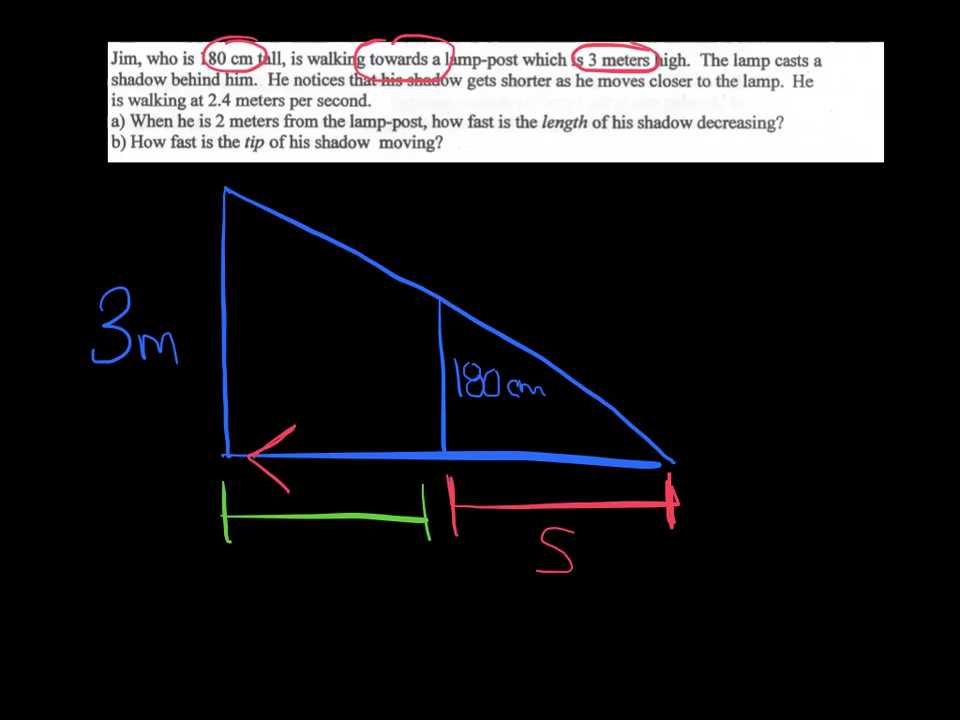 Jim, who is 180 cm tall, is walking towards a lamp-post which is 3 meters high. The lamp casts a
shadow behind him. He notices that his shadow gets shorter as he moves closer to the lamp. He
is walking at 2.4 meters per second.
a) When he is 2 meters from the lamp-post, how fast is the length of his shadow decreasing?
b) How fast is the tip of his shadow moving?
3m
180cm
S